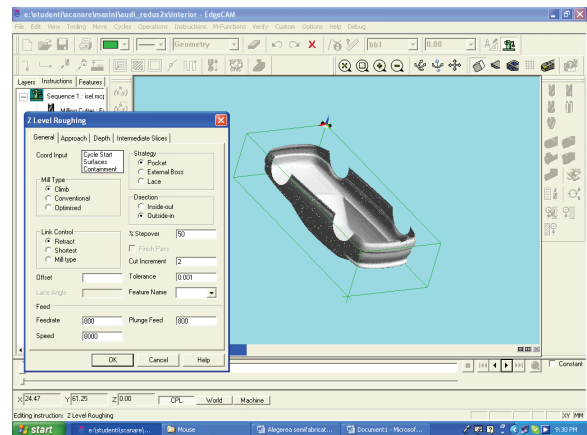 e:\studenti\scanare\masini\audi_redus2x\interior - EdgeCAM
File Edit View Tooling Move Cycles Operations Instructions M-Functions Verify Custom Options Help Debug
Geometry bb1 0.00
Layers Instructions Features
Sequence 1 : isel.mcp
Milling Cutter : F
Z Level Roughing
General Approach Depth Intermediate Slices
Coord Input
Cycle Start
Surfaces
Containment
Strategy
Pocket
External Boss
Lace
Mill Type
Climb
Conventional
Optimised
Direction
Inside-out
Outside-in
Link Control
Retract
Shortest
Mill type
% Stepover 50
Finish Pass
Cut Increment 2
Offset
Tolerance 0.001
Lace Angle
Feature Name
Feed
Feedrate 800
Plunge Feed 800
Speed 8000
OK Cancel Help
Constant
X 24.47 Y 61.25 Z 0.00 CPL World Machine
Editing instruction: Z Level Roughing
XY MM
start e:\studenti\scanare\... Mouse Alegerea semifabricat... Document1 - Microsof... 9:30 PM